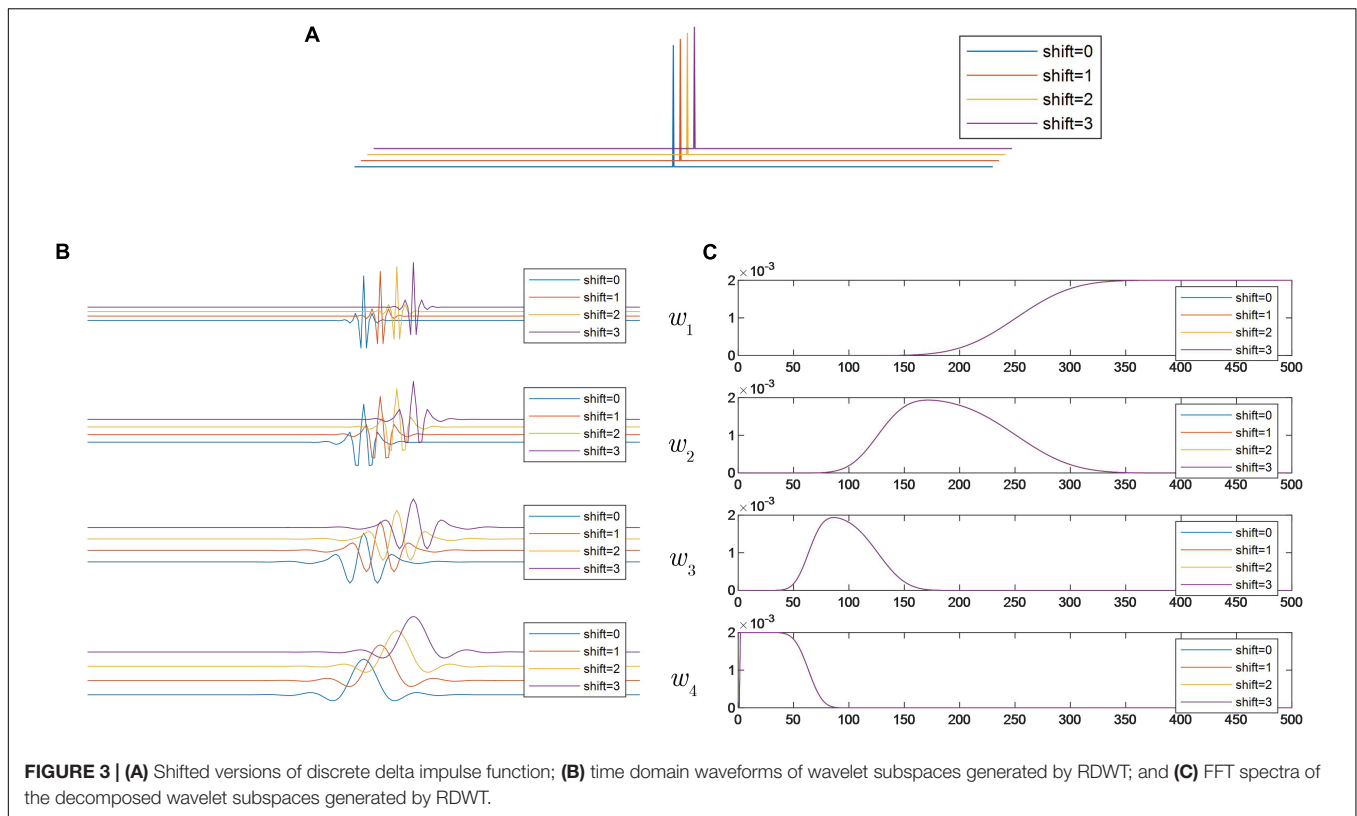 A
shift=0
shift=1
shift=2
shift=3
B
shift=0
shift=1
shift=2
shift=3
w1
shift=0
shift=1
shift=2
shift=3
w2
shift=0
shift=1
shift=2
shift=3
w3
shift=0
shift=1
shift=2
shift=3
w4
C
2 × 10-3
1
0
shift=0
shift=1
shift=2
shift=3
0 50 100 150 200 250 300 350 400 450 500
2 × 10-3
1
0
shift=0
shift=1
shift=2
shift=3
0 50 100 150 200 250 300 350 400 450 500
2 × 10-3
1
0
shift=0
shift=1
shift=2
shift=3
0 50 100 150 200 250 300 350 400 450 500
2 × 10-3
1
0
shift=0
shift=1
shift=2
shift=3
0 50 100 150 200 250 300 350 400 450 500
FIGURE 3 | (A) Shifted versions of discrete delta impulse function; (B) time domain waveforms of wavelet subspaces generated by RDWT; and (C) FFT spectra of
the decomposed wavelet subspaces generated by RDWT.